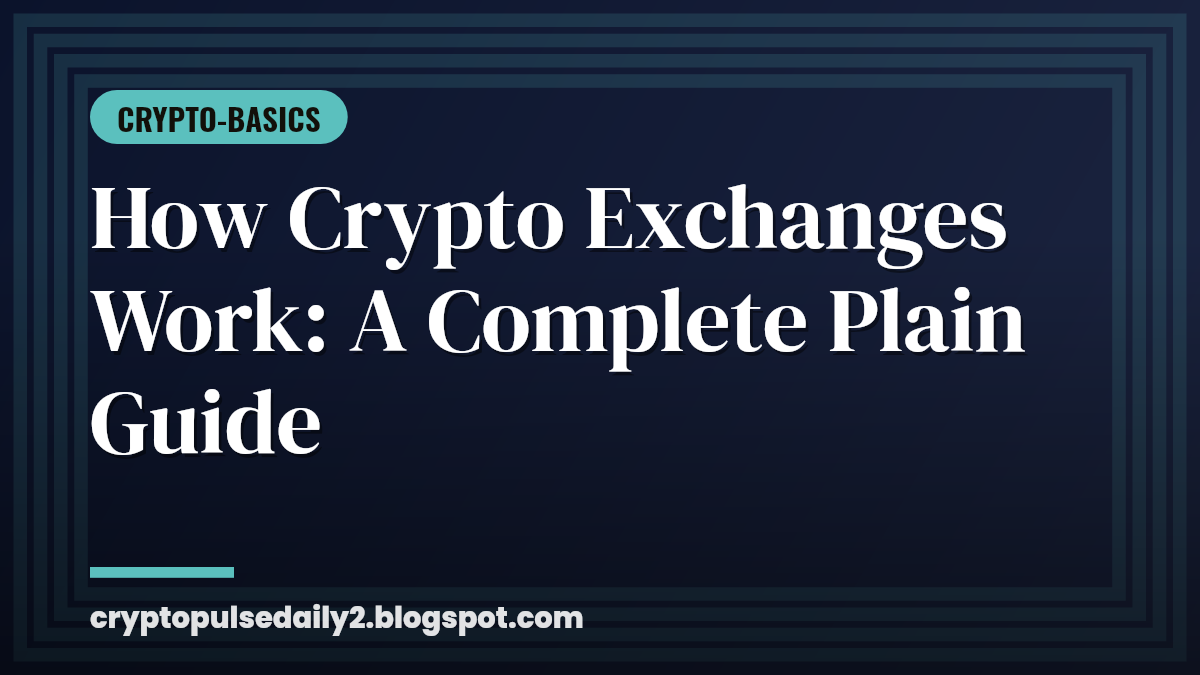 CRYPTO-BASICS
How Crypto Exchanges
Work: A Complete Plain
Guide
cryptopulsedaily2.blogspot.com